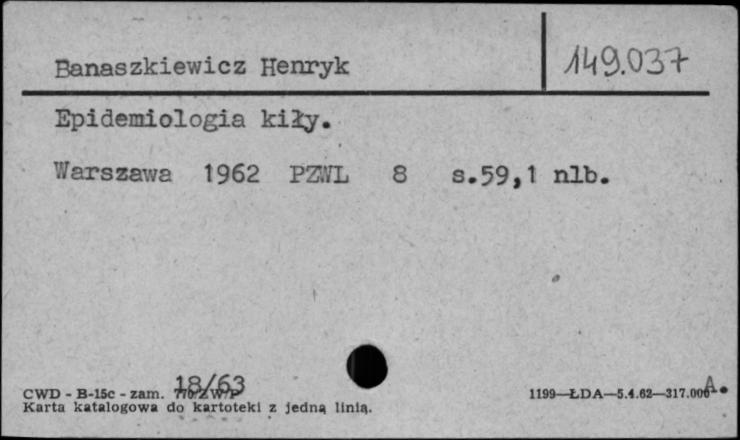 Banaszkiewicz Henryk
149.037
Epidemiologia kiły.
Warszawa 1962 PZWL 8 s.59,1 nlb.
18/63
CWD - B-15c - zam.
1199—ŁDA—5.4.62—317.000 A.
Karta katalogowa do kartoteki z jedną linią.